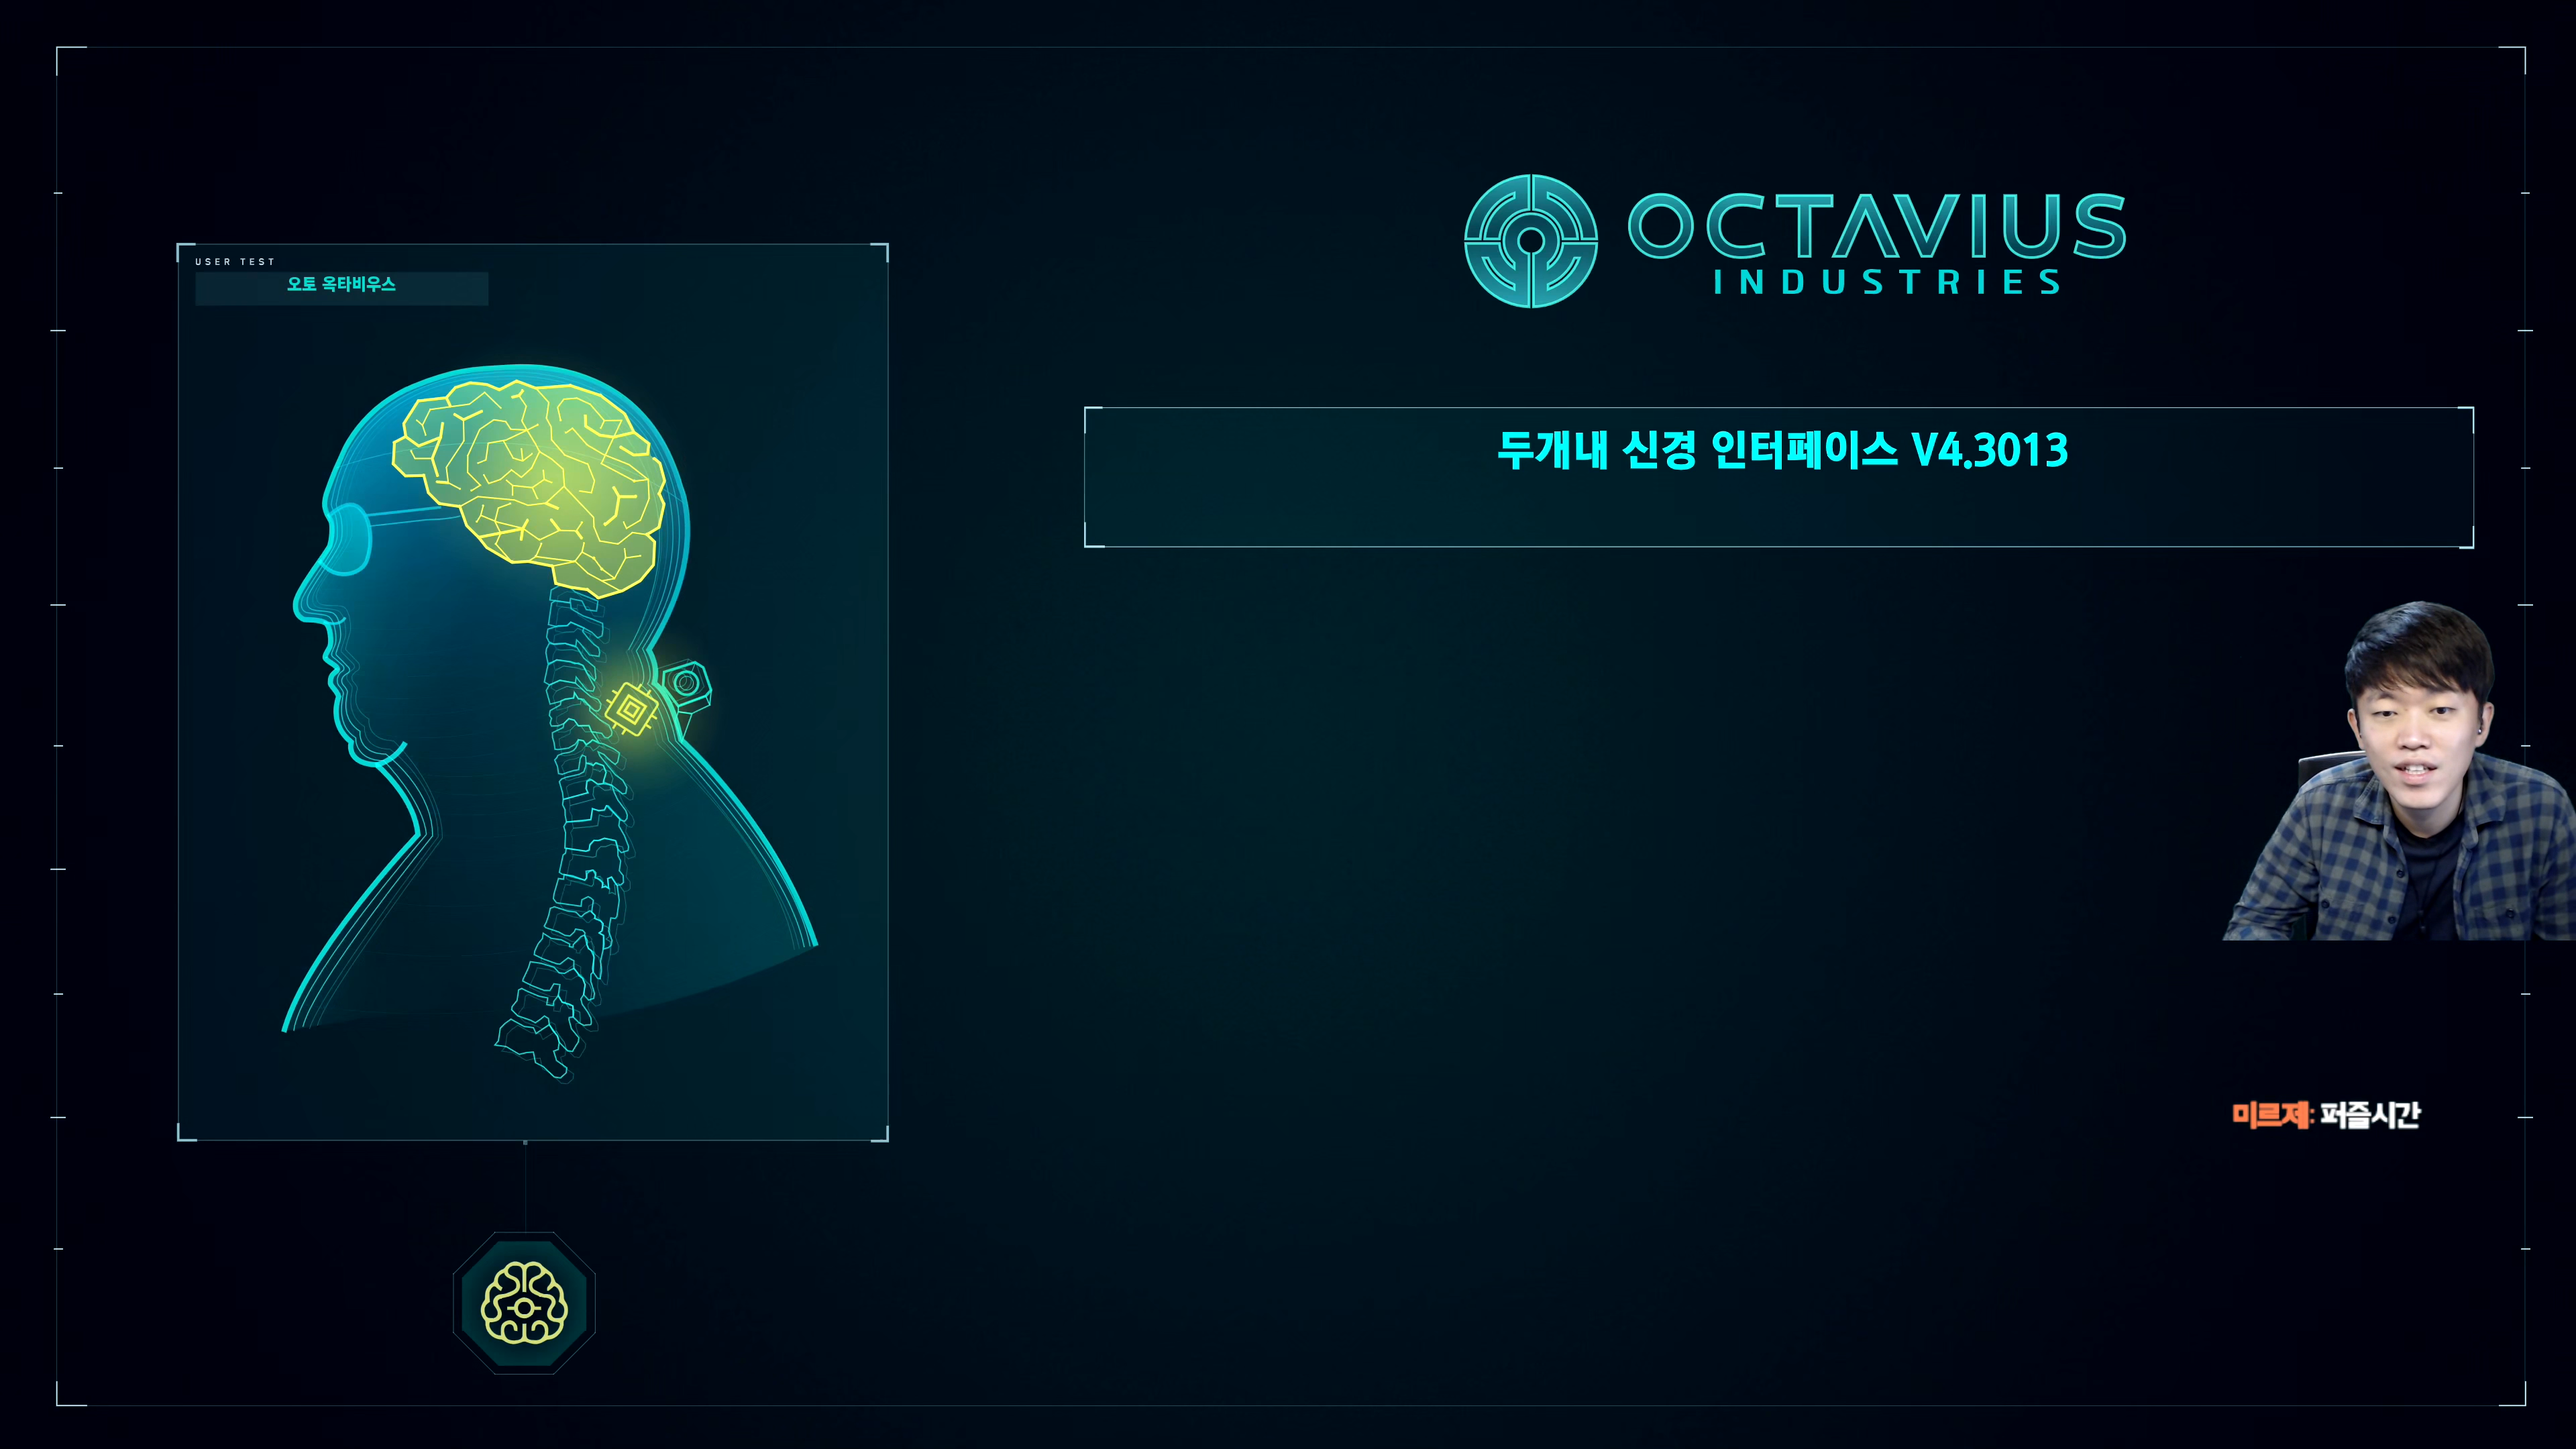 OCTAVIUS
INDUSTRIES
USER TEST
오토 옥타비우스
두개내 신경 인터페이스 V4.3013
미르제: 퍼즐시간